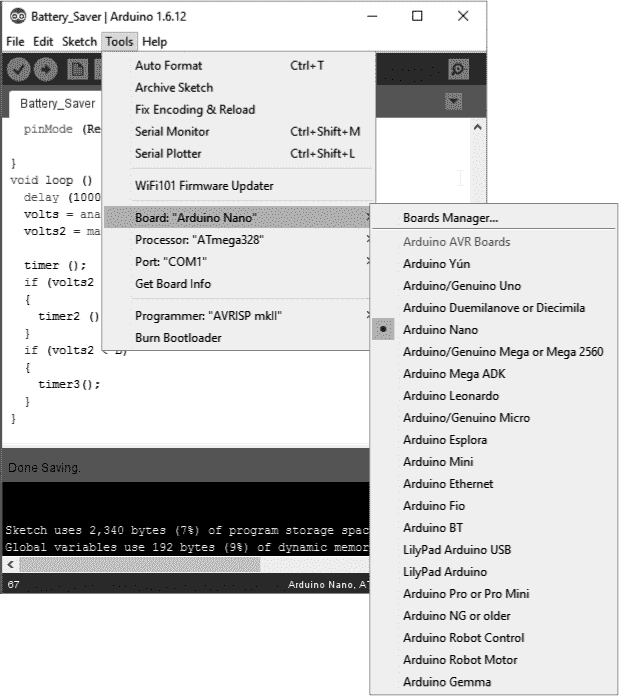 Battery_Saver | Arduino 1.6.12
File Edit Sketch Tools Help
Auto Format Ctrl+T
Archive Sketch
Fix Encoding & Reload
Serial Monitor Ctrl+Shift+M
Serial Plotter Ctrl+Shift+L
WiFi101 Firmware Updater
Board: "Arduino Nano"
Processor: "ATmega328"
Port: "COM1"
Get Board Info
Programmer: "AVRISP mkII"
Burn Bootloader
Boards Manager...
Arduino AVR Boards
Arduino Yún
Arduino/Genuino Uno
Arduino Duemilanove or Diecimila
Arduino Nano
Arduino/Genuino Mega or Mega 2560
Arduino Mega ADK
Arduino Leonardo
Arduino/Genuino Micro
Arduino Esplora
Arduino Mini
Arduino Ethernet
Arduino Fio
Arduino BT
LilyPad Arduino USB
LilyPad Arduino
Arduino Pro or Pro Mini
Arduino NG or older
Arduino Robot Control
Arduino Robot Motor
Arduino Gemma
Battery_Saver
pinMode (Re
}
void loop ()
delay (1000
volts = ana
volts2 = ma
timer ();
if (volts2
{
timer2 ()
}
if (volts2 <
{
timer3();
}
}
Done Saving.
Sketch uses 2,340 bytes (7%) of program storage spac
Global variables use 192 bytes (9%) of dynamic memor
67 Arduino Nano, AT